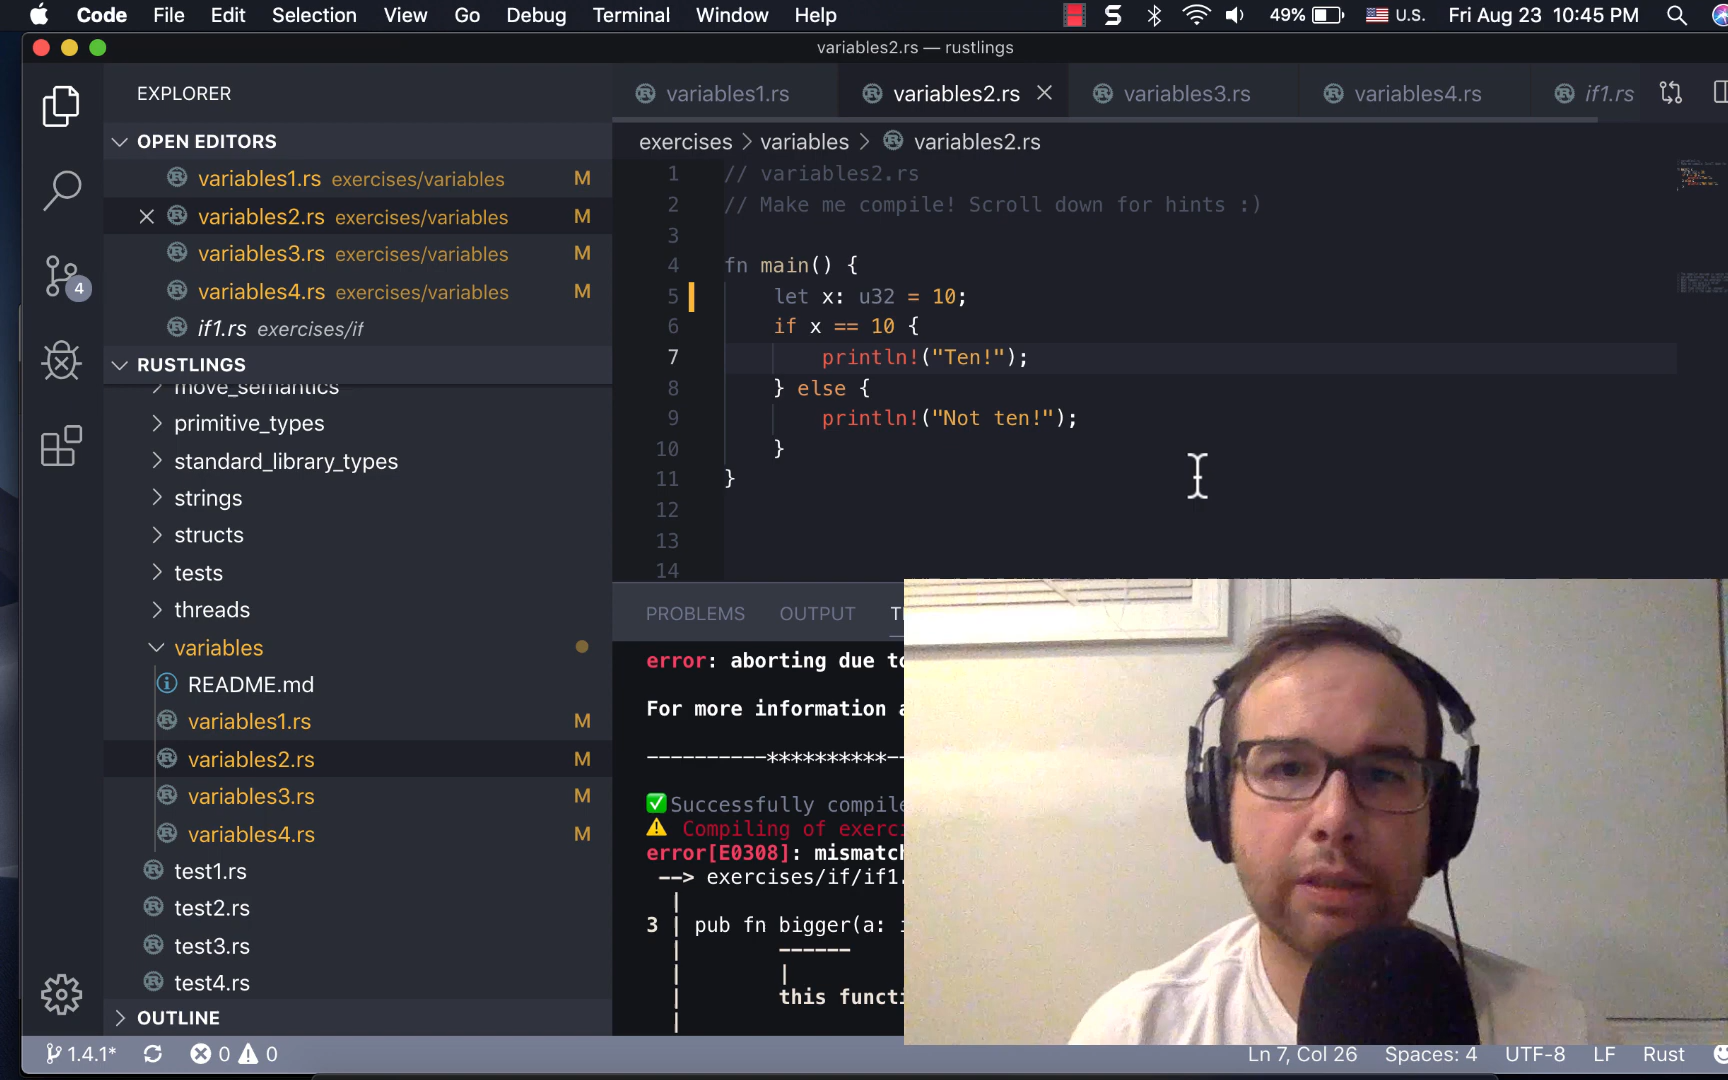 Code File Edit Selection View Go Debug Terminal Window Help 49% U.S. Fri Aug 23 10:45 PM
variables2.rs — rustlings
EXPLORER
OPEN EDITORS
variables1.rs exercises/variables M
variables2.rs exercises/variables M
variables3.rs exercises/variables M
variables4.rs exercises/variables M
if1.rs exercises/if
RUSTLINGS
move_semantics
primitive_types
standard_library_types
strings
structs
tests
threads
variables
README.md
variables1.rs M
variables2.rs M
variables3.rs M
variables4.rs M
test1.rs
test2.rs
test3.rs
test4.rs
OUTLINE
4
variables1.rs variables2.rs variables3.rs variables4.rs if1.rs
exercises > variables > variables2.rs
1 // variables2.rs
2 // Make me compile! Scroll down for hints :)
3
4 fn main() {
5 let x: u32 = 10;
6 if x == 10 {
7 println!("Ten!");
8 } else {
9 println!("Not ten!");
10 }
11 }
12
13
14
PROBLEMS OUTPUT
error: aborting due to
For more information
----------**********--
Successfully compile
Compiling of exerc
error[E0308]: mismatch
--> exercises/if/if1.
|
3 | pub fn bigger(a:
| ------
| |
| this functi
|
1.4.1* 0 0 Ln 7, Col 26 Spaces: 4 UTF-8 LF Rust